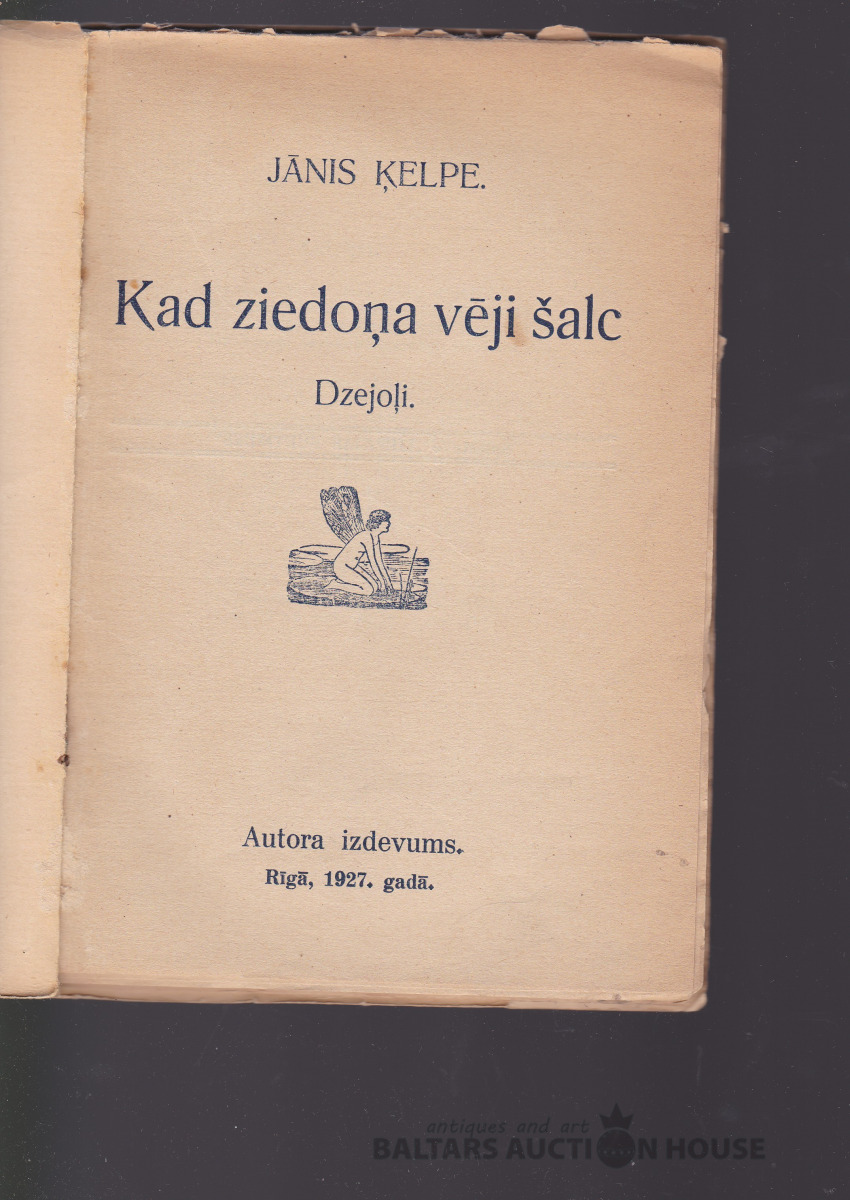 JĀNIS ĶELPE.
Kad ziedoņa vēji šalc
Dzejoļi.
Autora izdevums.
Rīgā, 1927. gadā.
antiques and art
BALTARS AUCTION HOUSE